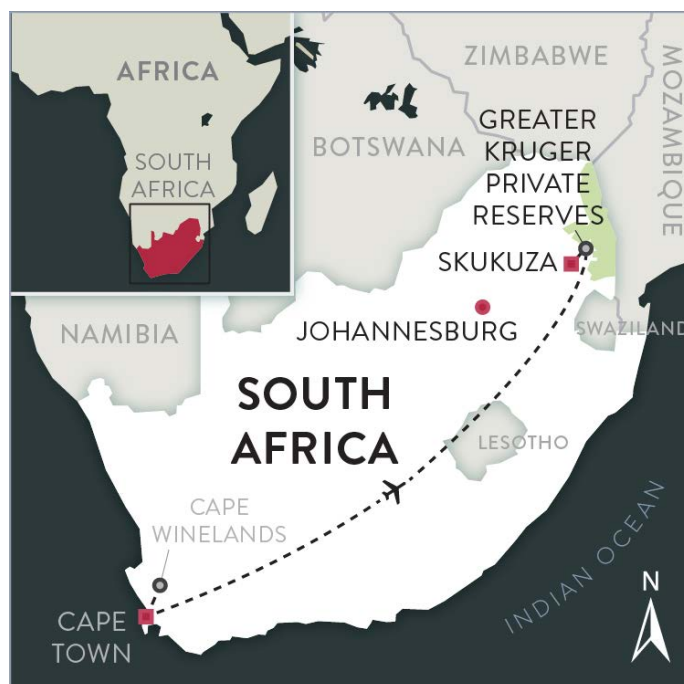 AFRICA
SOUTH
AFRICA
ZIMBABWE
MOZAMBIQUE
BOTSWANA
GREATER
KRUGER
PRIVATE
RESERVES
SKUKUZA
NAMIBIA
JOHANNESBURG
SWAZILAND
SOUTH
AFRICA
LESOTHO
CAPE
WINELANDS
INDIAN OCEAN
N
CAPE
TOWN